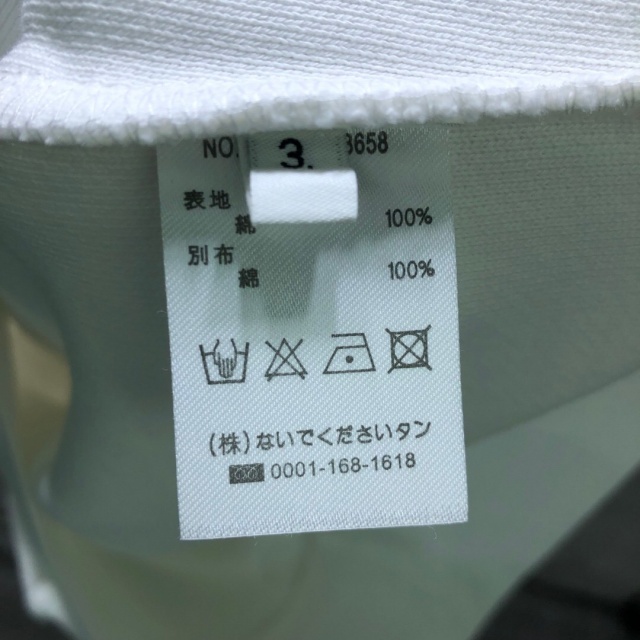 NO. 3. 3658
表地
綿 100%
別布
綿 100%
(株)ないでくださいタン
0001-168-1618